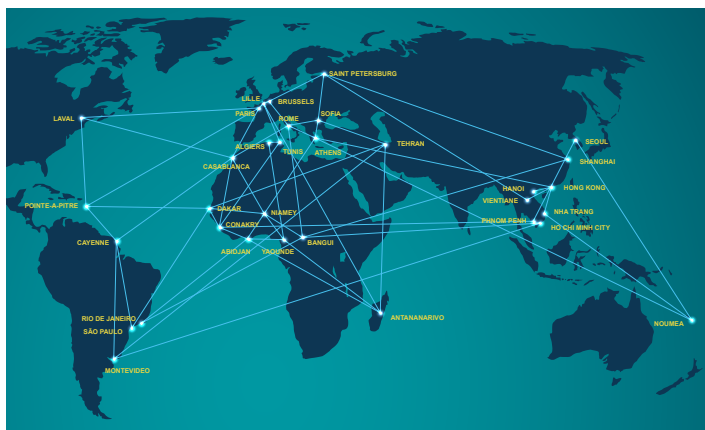 SAINT PETERSBURG
LILLE
BRUSSELS
PARIS
LAVAL
ROME
SOFIA
ALGIERS
TUNIS
ATHENS
TEHRAN
SEOUL
CASABLANCA
SHANGHAI
HANOI
HONG KONG
VIENTIANE
POINTE-A-PITRE
DAKAR
NIAMEY
NHA TRANG
PHNOM PENH
CONAKRY
HO CHI MINH CITY
CAYENNE
ABIDJAN
YAOUNDE
BANGUI
RIO DE JANEIRO
ANTANANARIVO
NOUMEA
SÃO PAULO
MONTEVIDEO